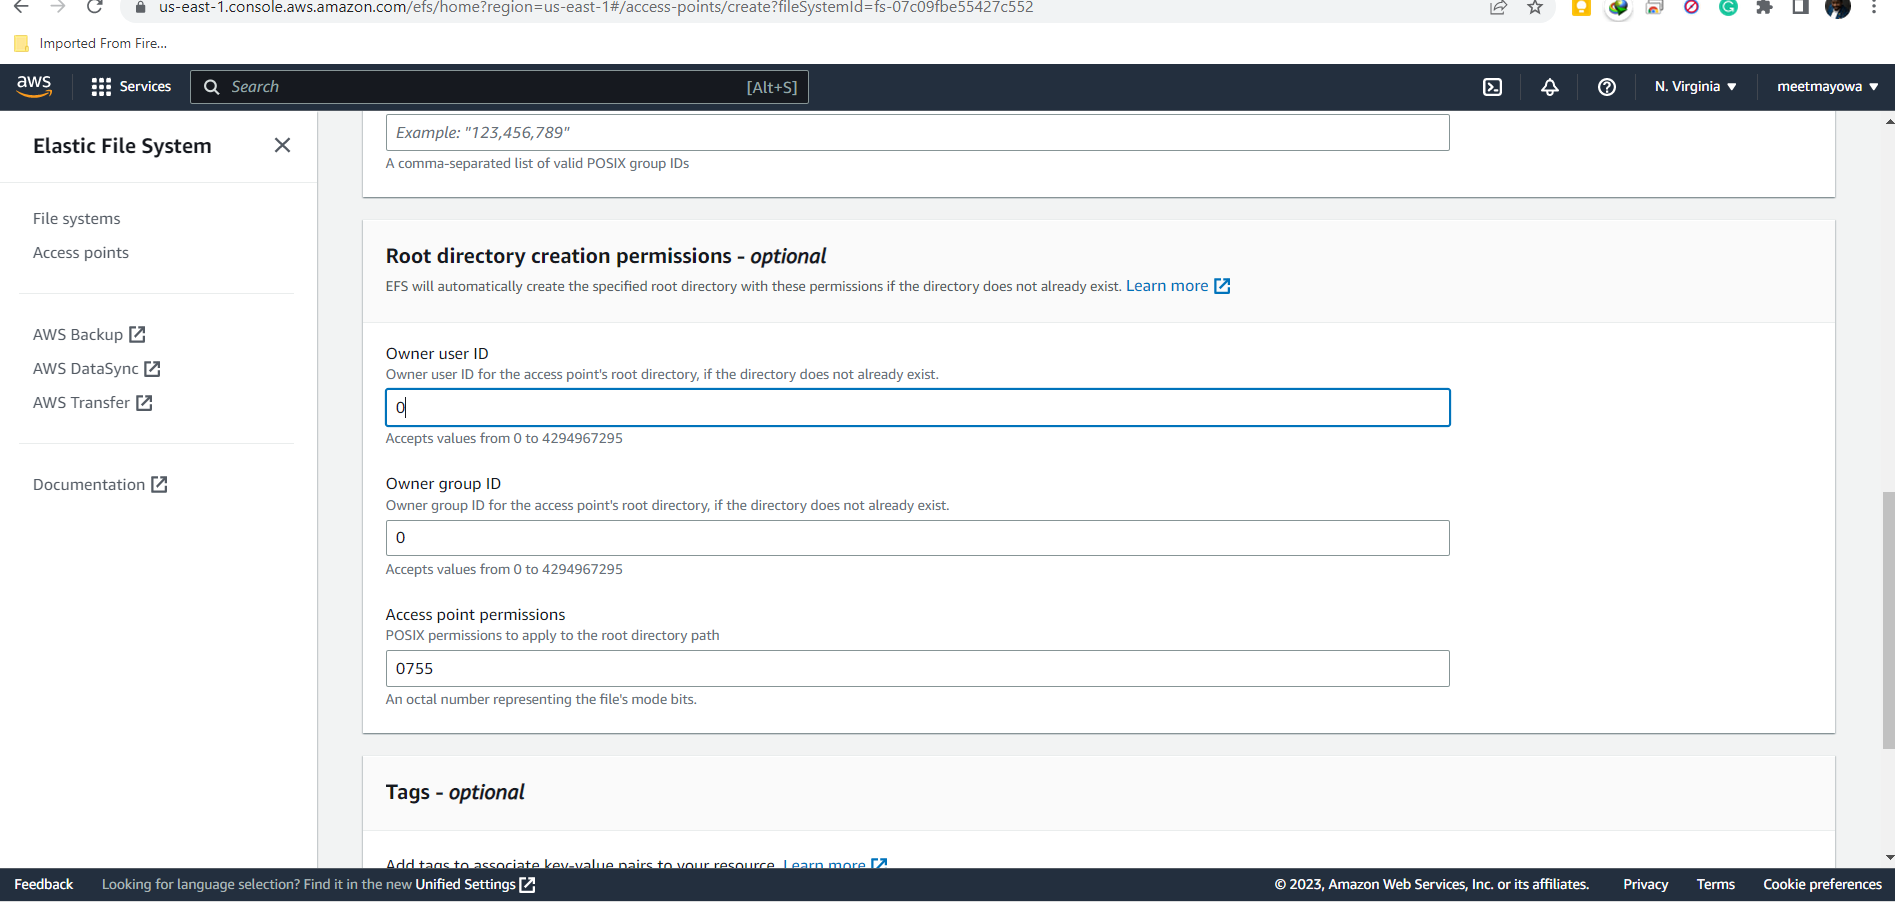 us-east-1.console.aws.amazon.com/efs/home?region=us-east-1#/access-points/create?fileSystemId=fs-07c09fbe55427c552
Imported From Fire...
aws
Services
Search
[Alt+S]
N. Virginia
meetmayowa
Elastic File System
File systems
Access points
AWS Backup
AWS DataSync
AWS Transfer
Documentation
Example: "123,456,789"
A comma-separated list of valid POSIX group IDs
Root directory creation permissions - optional
EFS will automatically create the specified root directory with these permissions if the directory does not already exist. Learn more
Owner user ID
Owner user ID for the access point's root directory, if the directory does not already exist.
0
Accepts values from 0 to 4294967295
Owner group ID
Owner group ID for the access point's root directory, if the directory does not already exist.
0
Accepts values from 0 to 4294967295
Access point permissions
POSIX permissions to apply to the root directory path
0755
An octal number representing the file's mode bits.
Tags - optional
Add tags to associate key-value pairs to your resource. Learn more
Feedback
Looking for language selection? Find it in the new Unified Settings
© 2023, Amazon Web Services, Inc. or its affiliates.
Privacy
Terms
Cookie preferences